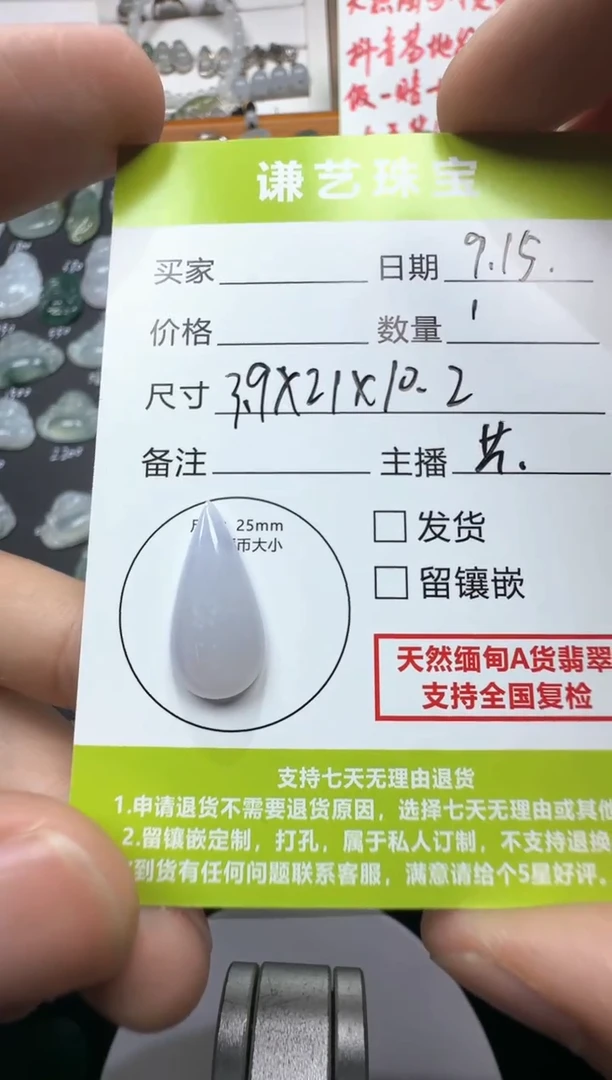 谦艺珠宝
买家 日期 9.15.
价格 数量 1
尺寸 3.9X21X10.2
备注 主播 共.
25mm
币大小
□ 发货
□ 留镶嵌
天然缅甸A货翡翠
支持全国复检
支持七天无理由退货
1.申请退货不需要退货原因，选择七天无理由或其他
2.留镶嵌定制，打孔，属于私人订制，不支持退换
到货有任何问题联系客服，满意请给个5星好评。